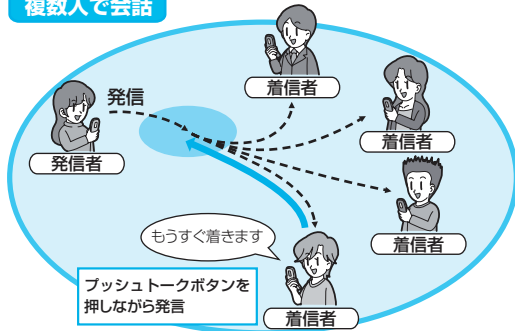 複数人で会話
着信者
発信
着信者
発信者
着信者
もうすぐ着きます
プッシュトークボタンを
押しながら発言
着信者